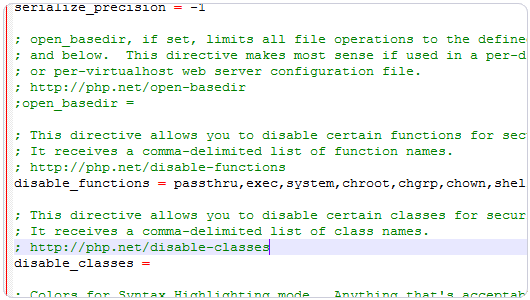 serialize_precision = -1
; open_basedir, if set, limits all file operations to the define
; and below.  This directive makes most sense if used in a per-d
; or per-virtualhost web server configuration file.
; http://php.net/open-basedir
;open_basedir =
; This directive allows you to disable certain functions for sec
; It receives a comma-delimited list of function names.
; http://php.net/disable-functions
disable_functions = passthru,exec,system,chroot,chgrp,chown,shel
; This directive allows you to disable certain classes for secur
; It receives a comma-delimited list of class names.
; http://php.net/disable-classes
disable_classes =
; Colors for Syntax Highlighting mode.  Anything that's acceptab